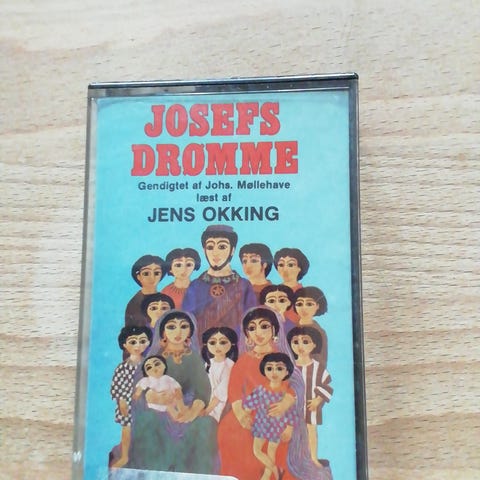 JOSEFS
DRØMME
Gendigtet af Johs. Møllehave
læst af
JENS OKKING